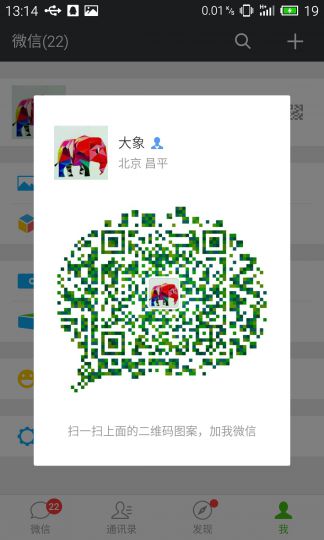 13:14 0.01 K/s 19
微信(22)
大象
北京 昌平
扫一扫上面的二维码图案，加我微信
22
微信 通讯录 发现 我